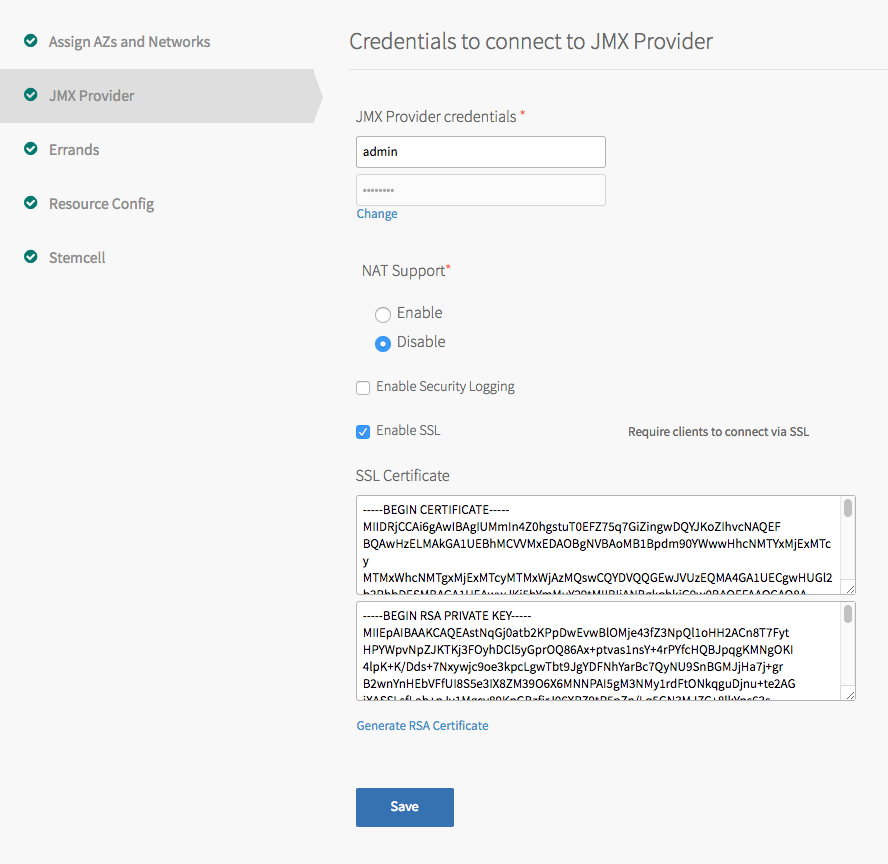 Assign AZs and Networks
JMX Provider
Errands
Resource Config
Stemcell
Credentials to connect to JMX Provider
JMX Provider credentials *
admin
••••••••
Change
NAT Support*
Enable
Disable
Enable Security Logging
Enable SSL
Require clients to connect via SSL
SSL Certificate
-----BEGIN CERTIFICATE-----
MIIDRjCCAi6gAwIBAgIUMmIn4Z0hgstuT0EFZ75q7GiZingwDQYJKoZIhvcNAQEF
BQAwHzELMAkGA1UEBhMCVVMxEDAOBgNVBAoMB1Bpdm90YWwwHhcNMTYxMjExMTc
y
MTMxWhcNMTgxMjExMTcyMTMxWjAzMQswCQYDVQQGEwJVUzEQMA4GA1UECgwHUGl2
-----BEGIN RSA PRIVATE KEY-----
MIIEpAIBAAKCAQEAstNqGj0atb2KPpDwEvwBlOMje43fZ3NpQl1oHH2ACn8T7Fyt
HPYWpvNpZJKTKj3FOyhDCl5yGprOQ86Ax+ptvas1nsY+4rPYfcHQBJpqgKMNgOKI
4lpK+K/Dds+7Nxywjc9oe3kpcLgwTbt9JgYDFNhYarBc7QyNU9SnBGMJjHa7j+gr
B2wnYnHEbVFfUI8S5e3IX8ZM39O6X6MNNPAI5gM3NMy1rdFtONkqguDjnu+te2AG
Generate RSA Certificate
Save